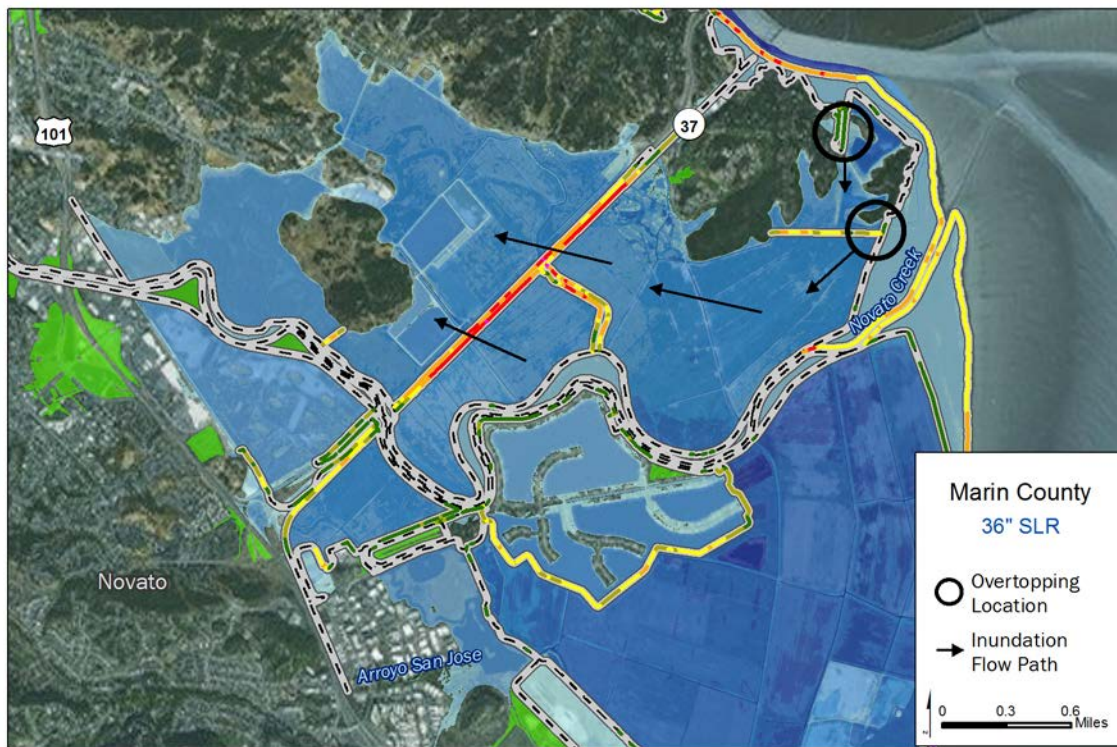 101
37
Novato Creek
Novato
Arroyo San Jose
Marin County
36" SLR
Overtopping
Location
Inundation
Flow Path
0 0.3 0.6
Miles
N